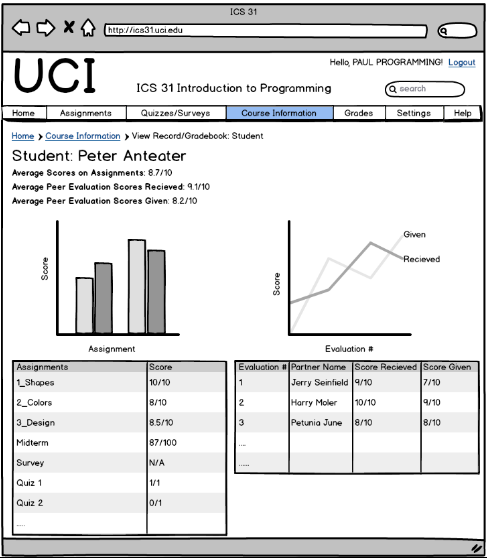 ICS 31
http://ics31.uci.edu
Hello, PAUL PROGRAMMING! Logout
UCI
ICS 31 Introduction to Programming
search
Home Assignments Quizzes/Surveys Course Information Grades Settings Help
Home > Course Information > View Record/Gradebook: Student
Student: Peter Anteater
Average Scores on Assignments: 8.7/10
Average Peer Evaluation Scores Recieved: 9.1/10
Average Peer Evaluation Scores Given: 8.2/10
Score
Assignment
Score
Given
Recieved
Evaluation #
Assignments Score
1_Shapes 10/10
2_Colors 8/10
3_Design 8.5/10
Midterm 87/100
Survey N/A
Quiz 1 1/1
Quiz 2 0/1
.....
Evaluation # Partner Name Score Recieved Score Given
1 Jerry Seinfield 9/10 7/10
2 Harry Moler 10/10 9/10
3 Petunia June 8/10 8/10
....
.....